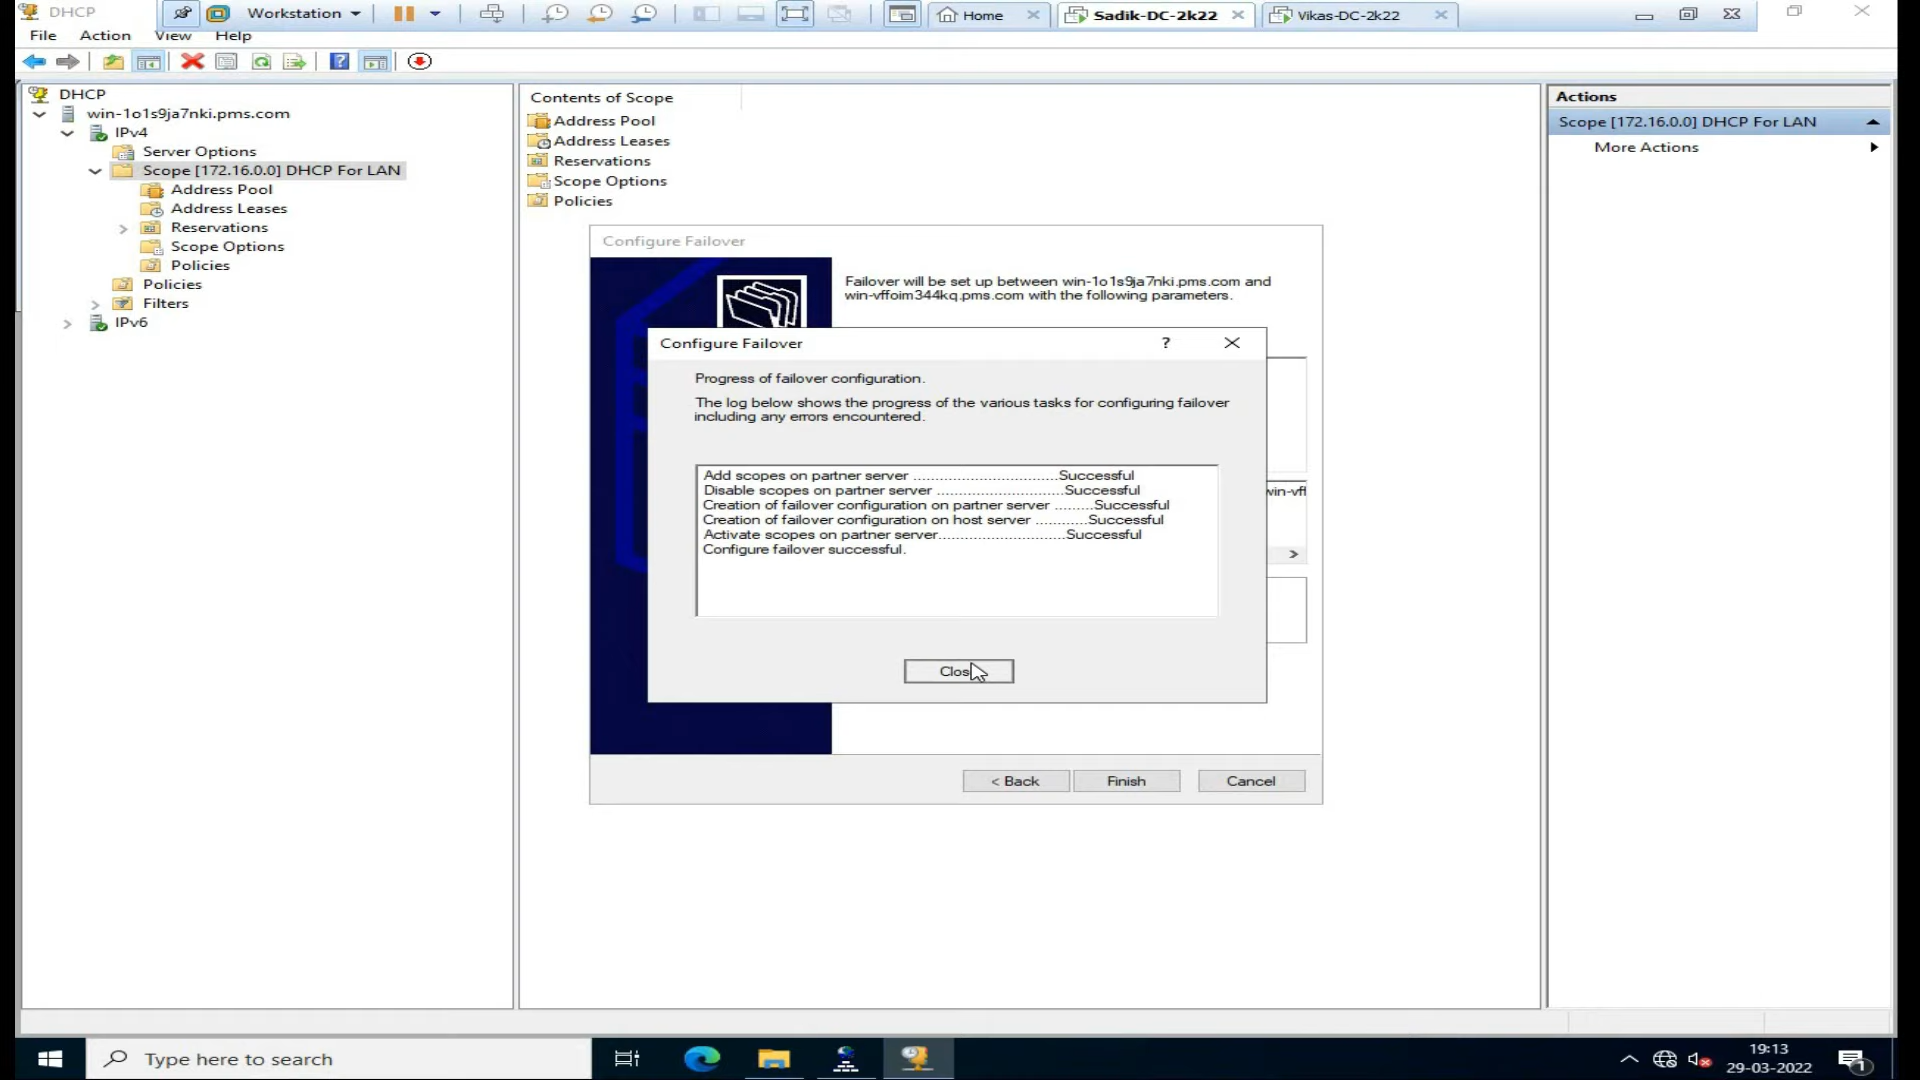 DHCP
Workstation
Home
Sadik-DC-2k22
Vikas-DC-2k22
File
Action
View
Help
DHCP
win-1o1s9ja7nki.pms.com
IPv4
Server Options
Scope [172.16.0.0] DHCP For LAN
Address Pool
Address Leases
Reservations
Scope Options
Policies
Policies
Filters
IPv6
Contents of Scope
Address Pool
Address Leases
Reservations
Scope Options
Policies
Configure Failover
Failover will be set up between win-1o1s9ja7nki.pms.com and
win-vffoim344kq.pms.com with the following parameters.
Configure Failover
?
Progress of failover configuration.
The log below shows the progress of the various tasks for configuring failover
including any errors encountered.
Add scopes on partner server ....................................Successful
Disable scopes on partner server ................................Successful
Creation of failover configuration on partner server .........Successful
Creation of failover configuration on host server ............Successful
Activate scopes on partner server................................Successful
Configure failover successful.
win-vff
Clos
< Back
Finish
Cancel
Actions
Scope [172.16.0.0] DHCP For LAN
More Actions
Type here to search
19:13
29-03-2022
1